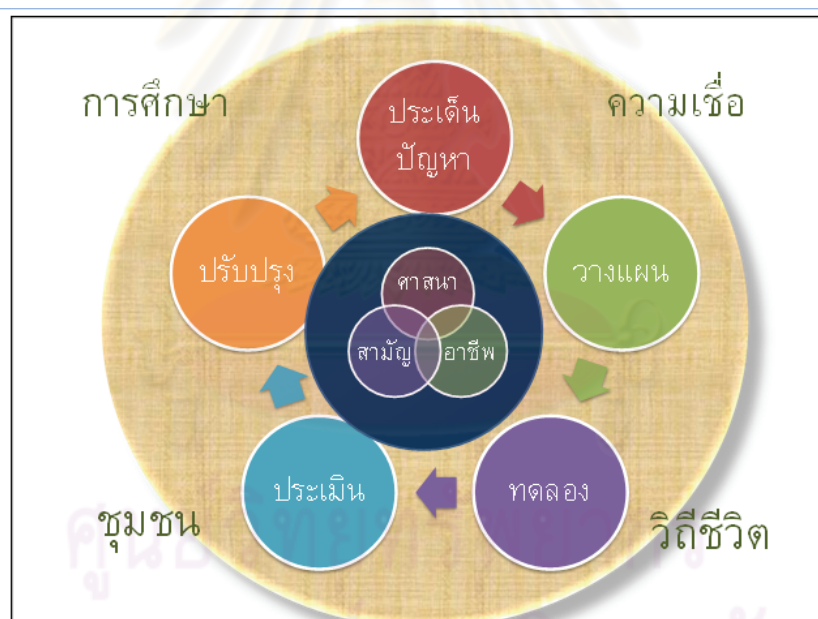 การศึกษา
ความเชื่อ
ประเด็น
ปัญหา
ปรับปรุง
วางแผน
ศาสนา
สามัญ
อาชีพ
ประเมิน
ทดลอง
ชุมชน
วิถีชีวิต